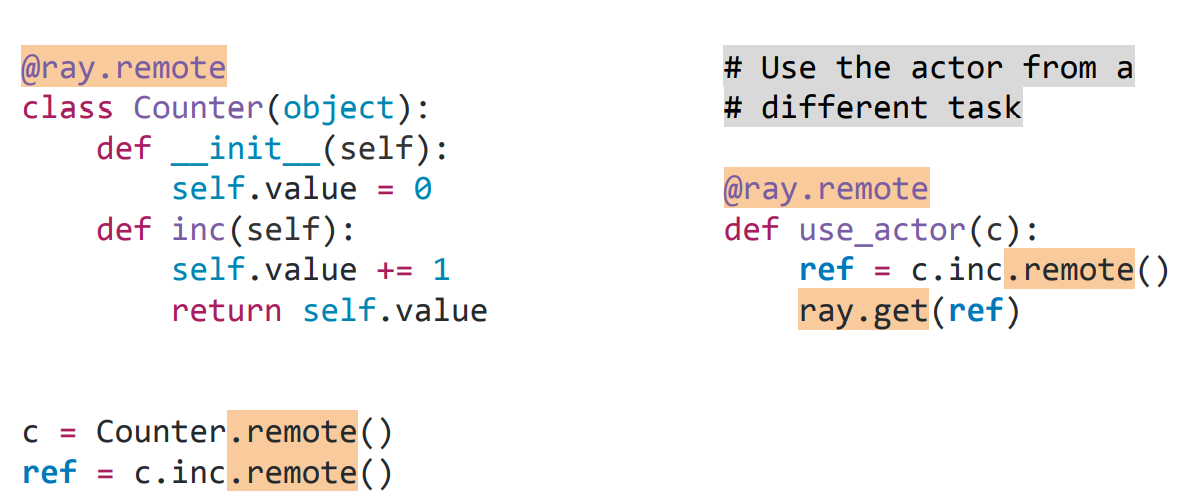 @ray.remote
class Counter(object):
    def __init__(self):
        self.value = 0
    def inc(self):
        self.value += 1
        return self.value
c = Counter.remote()
ref = c.inc.remote()
# Use the actor from a
# different task
@ray.remote
def use_actor(c):
    ref = c.inc.remote()
    ray.get(ref)